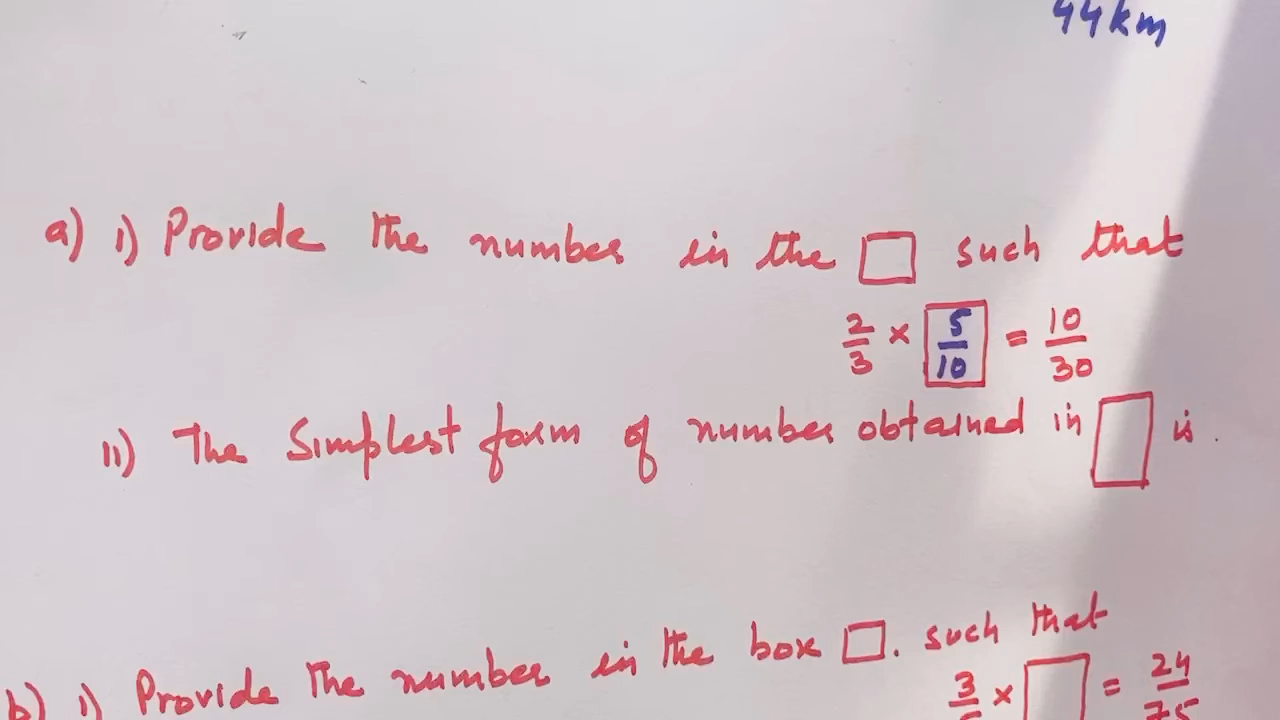 44km
a) i) Provide the number in the □ such that
2/3 × 5/10 = 10/30
ii) The Simplest form of number obtained in □ is.
b) i) Provide the number in the box □. such that
3/5 × □ = 24/75